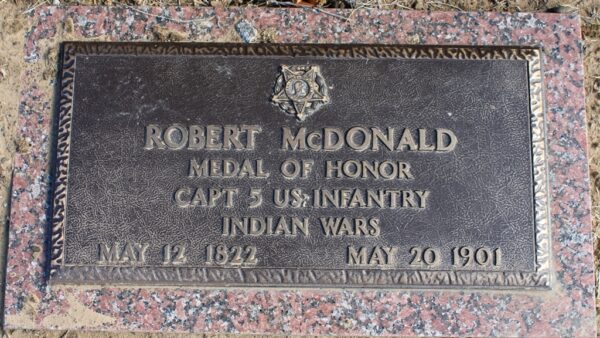 ROBERT McDONALD
MEDAL OF HONOR
CAPT 5 US INFANTRY
INDIAN WARS
MAY 12 1822 MAY 20 1901